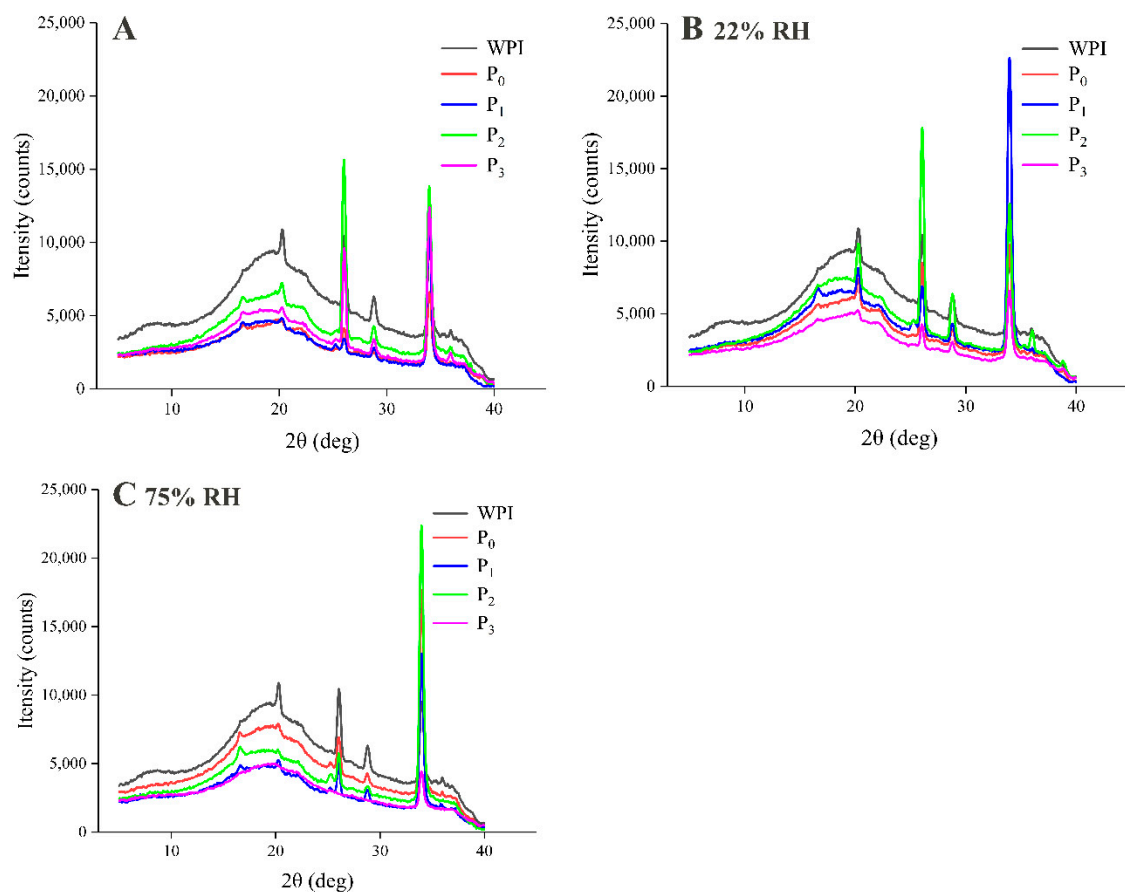 A
25,000
20,000
15,000
10,000
5,000
0
Itensity (counts)
10
20
30
40
2θ (deg)
WPI
P0
P1
P2
P3
B 22% RH
25,000
20,000
15,000
10,000
5,000
0
Itensity (counts)
10
20
30
40
2θ (deg)
WPI
P0
P1
P2
P3
C 75% RH
25,000
20,000
15,000
10,000
5,000
0
Itensity (counts)
10
20
30
40
2θ (deg)
WPI
P0
P1
P2
P3